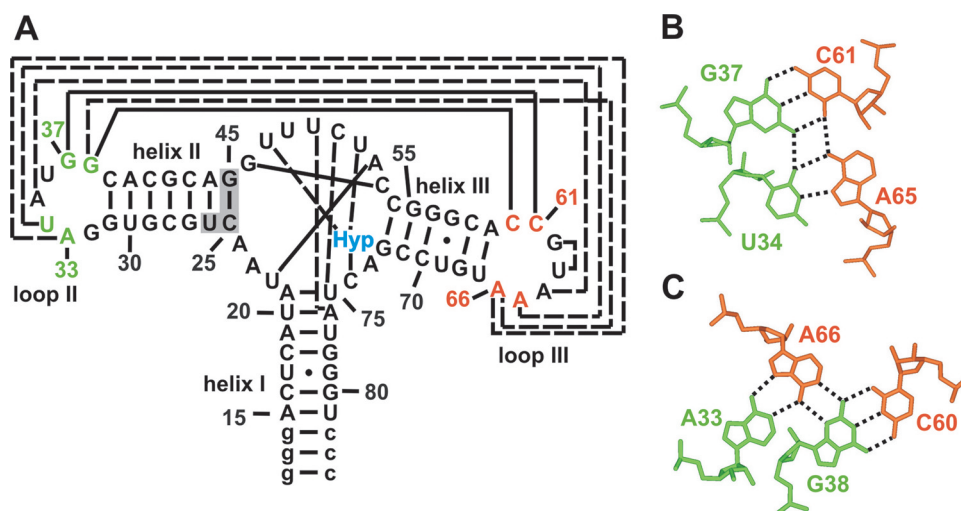 A
B
C61
G37
A65
U34
C
A66
A33
C60
G38
37
G G
U
A
U A
33
loop II
helix II
C A C G C A G
G G U G C G U C
30
25
45
G U U U C U A
C C G G G C A C C
55
helix III
61
G
U
A
A A
66
loop III
U G U C C G A
70
Hyp
C
75
A A U
20
A U
U A
A U
C G
U G
C G
A U
g c
g c
g c
helix I
15
80